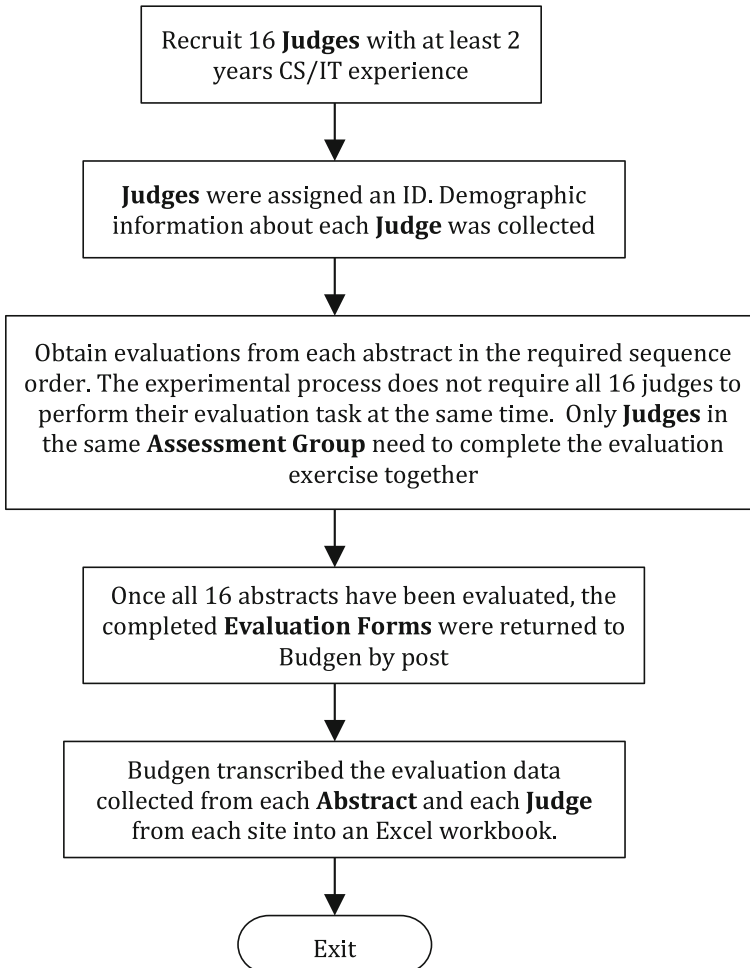 Recruit 16 Judges with at least 2
years CS/IT experience
Judges were assigned an ID. Demographic
information about each Judge was collected
Obtain evaluations from each abstract in the required sequence
order. The experimental process does not require all 16 judges to
perform their evaluation task at the same time.  Only Judges in
the same Assessment Group need to complete the evaluation
exercise together
Once all 16 abstracts have been evaluated, the
completed Evaluation Forms were returned to
Budgen by post
Budgen transcribed the evaluation data
collected from each Abstract and each Judge
from each site into an Excel workbook.
Exit